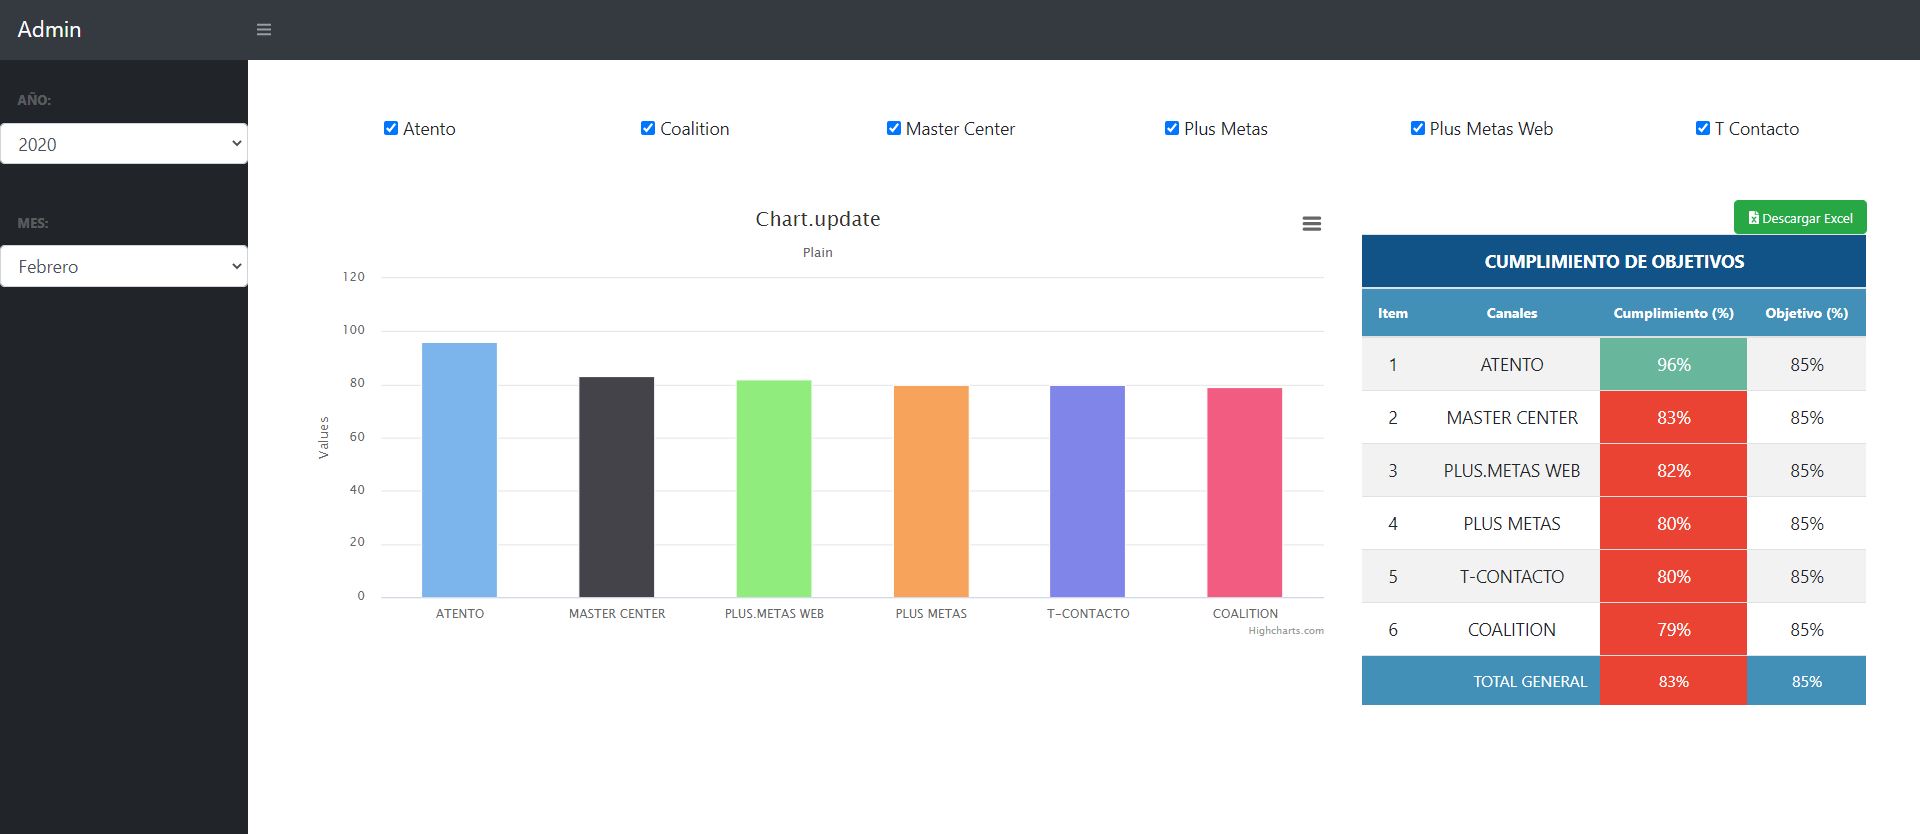 Admin
AÑO:
2020
MES:
Febrero
Atento Coalition Master Center Plus Metas Plus Metas Web T Contacto
Chart.update
Plain
Values
120
100
80
60
40
20
0
ATENTO MASTER CENTER PLUS.METAS WEB PLUS METAS T-CONTACTO COALITION
Highcharts.com
Descargar Excel
CUMPLIMIENTO DE OBJETIVOS
Item Canales Cumplimiento (%) Objetivo (%)
1 ATENTO 96% 85%
2 MASTER CENTER 83% 85%
3 PLUS.METAS WEB 82% 85%
4 PLUS METAS 80% 85%
5 T-CONTACTO 80% 85%
6 COALITION 79% 85%
TOTAL GENERAL 83% 85%